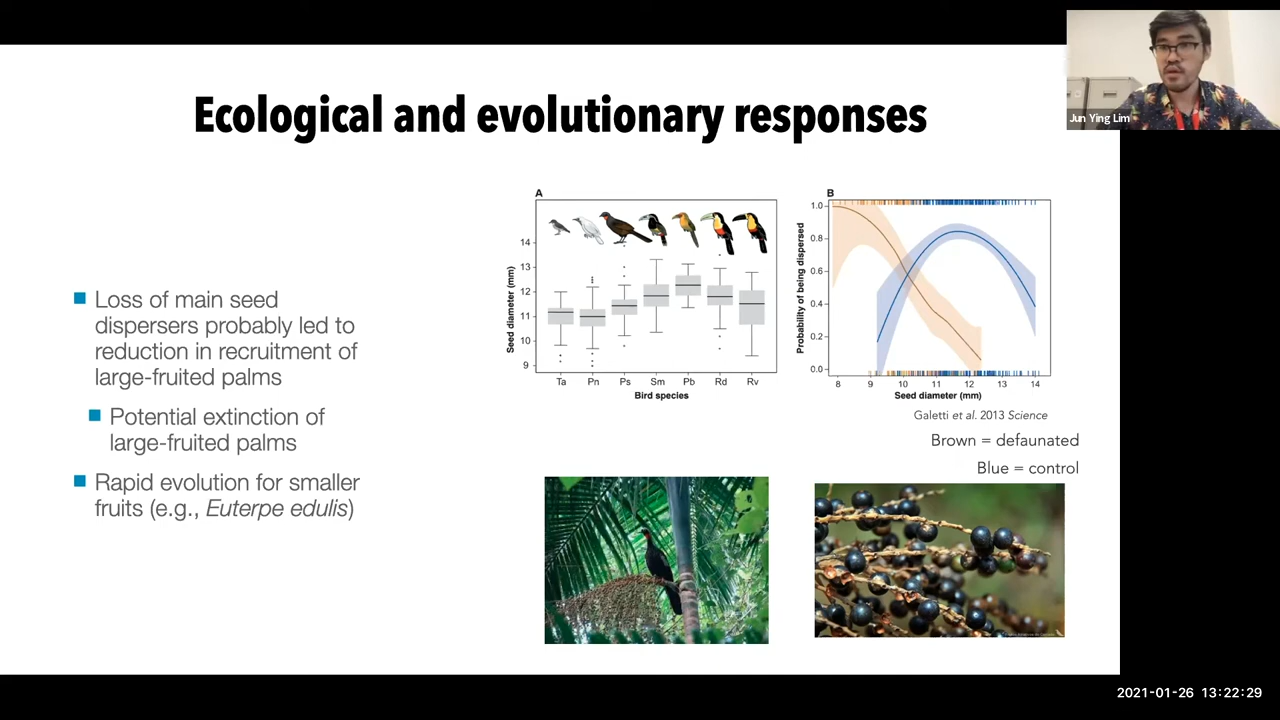 Jun Ying Lim
Ecological and evolutionary responses
Loss of main seed
dispersers probably led to
reduction in recruitment of
large-fruited palms
Potential extinction of
large-fruited palms
Rapid evolution for smaller
fruits (e.g., Euterpe edulis)
A
Seed diameter (mm)
14
13
12
11
10
9
Ta Pn Ps Sm Pb Rd Rv
Bird species
B
Probability of being dispersed
1.0
0.8
0.6
0.4
0.2
0.0
8 9 10 11 12 13 14
Seed diameter (mm)
Galetti et al. 2013 Science
Brown = defaunated
Blue = control
2021-01-26 13:22:29